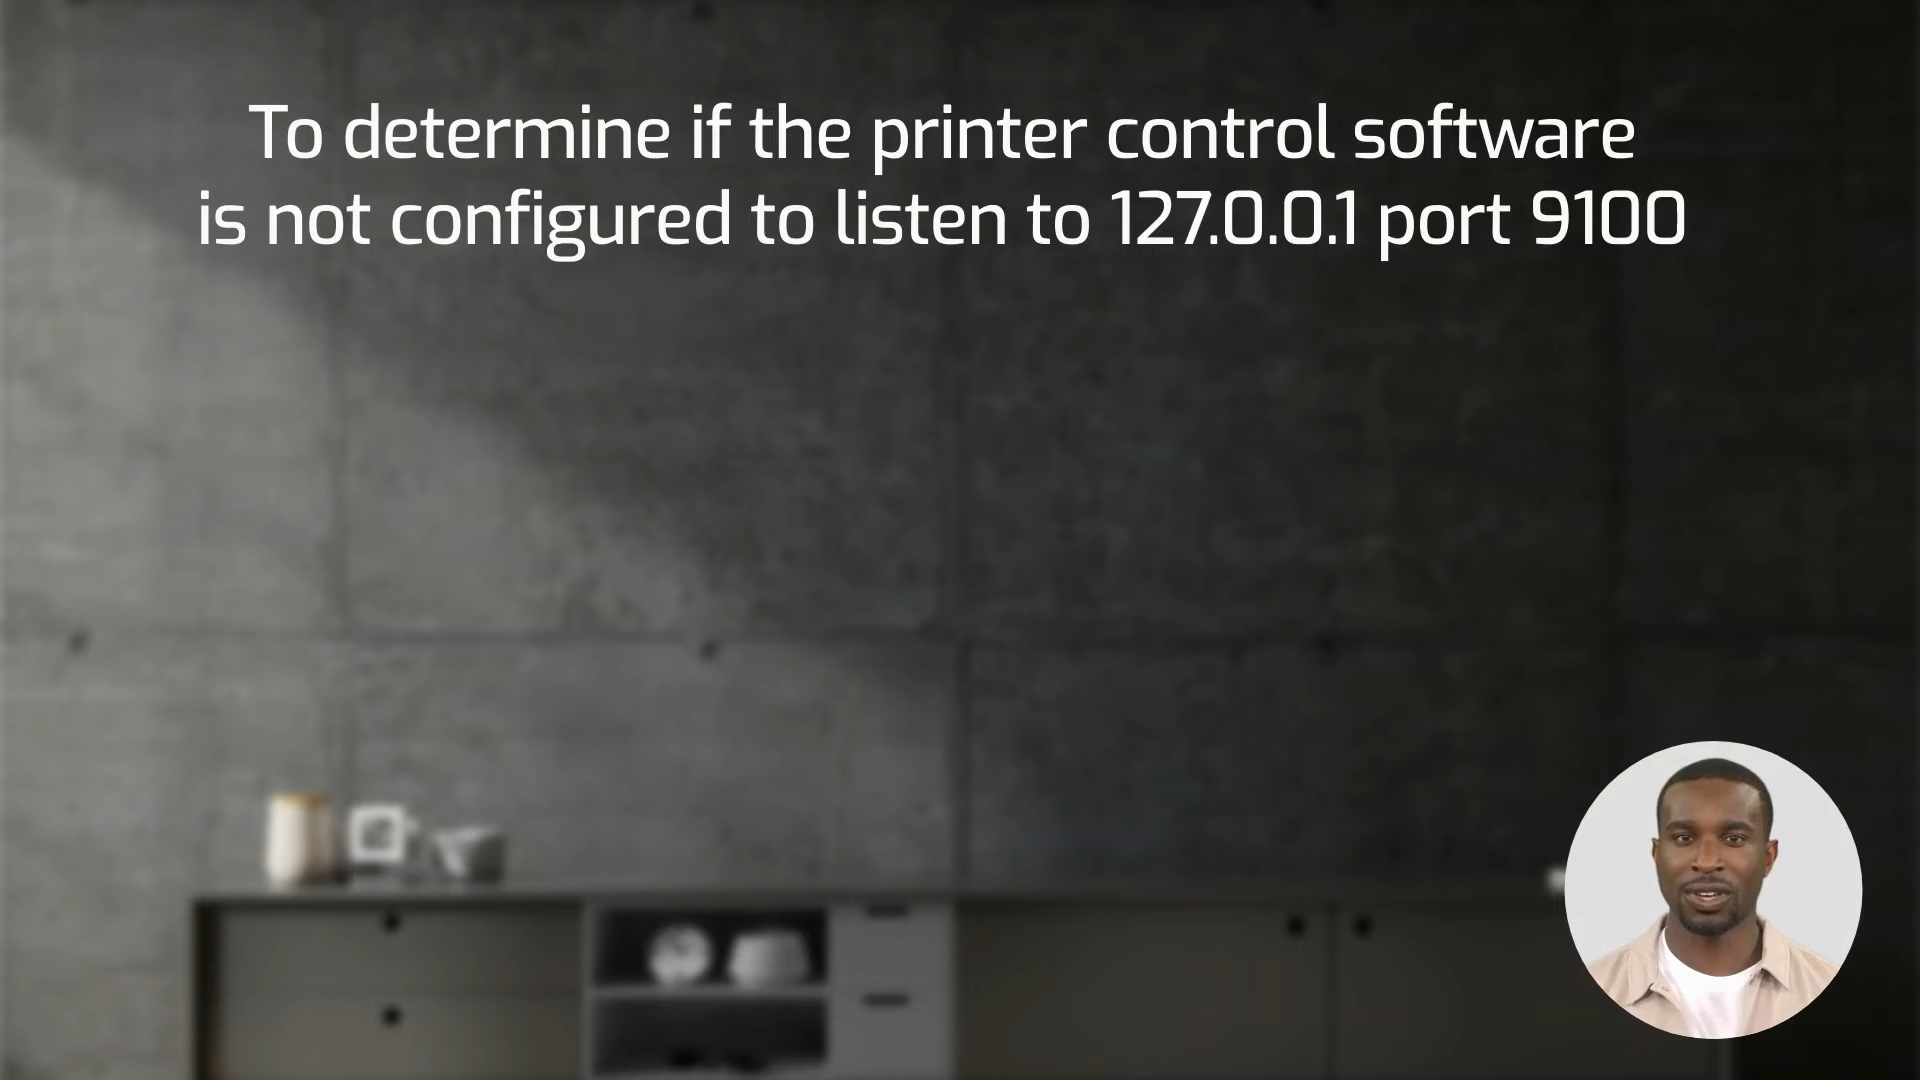 To determine if the printer control software
is not configured to listen to 127.0.0.1 port 9100